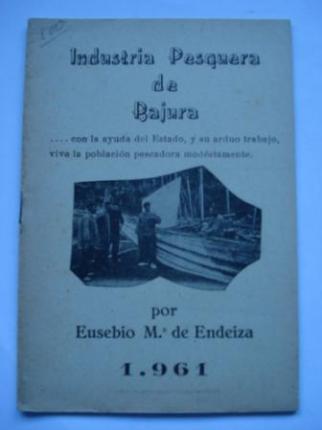 Industria Pesquera
de
Bajura
.... con la ayuda del Estado, y su arduo trabajo,
vive la población pescadora modéstamente.
por
Eusebio M.ª de Endeiza
1.961